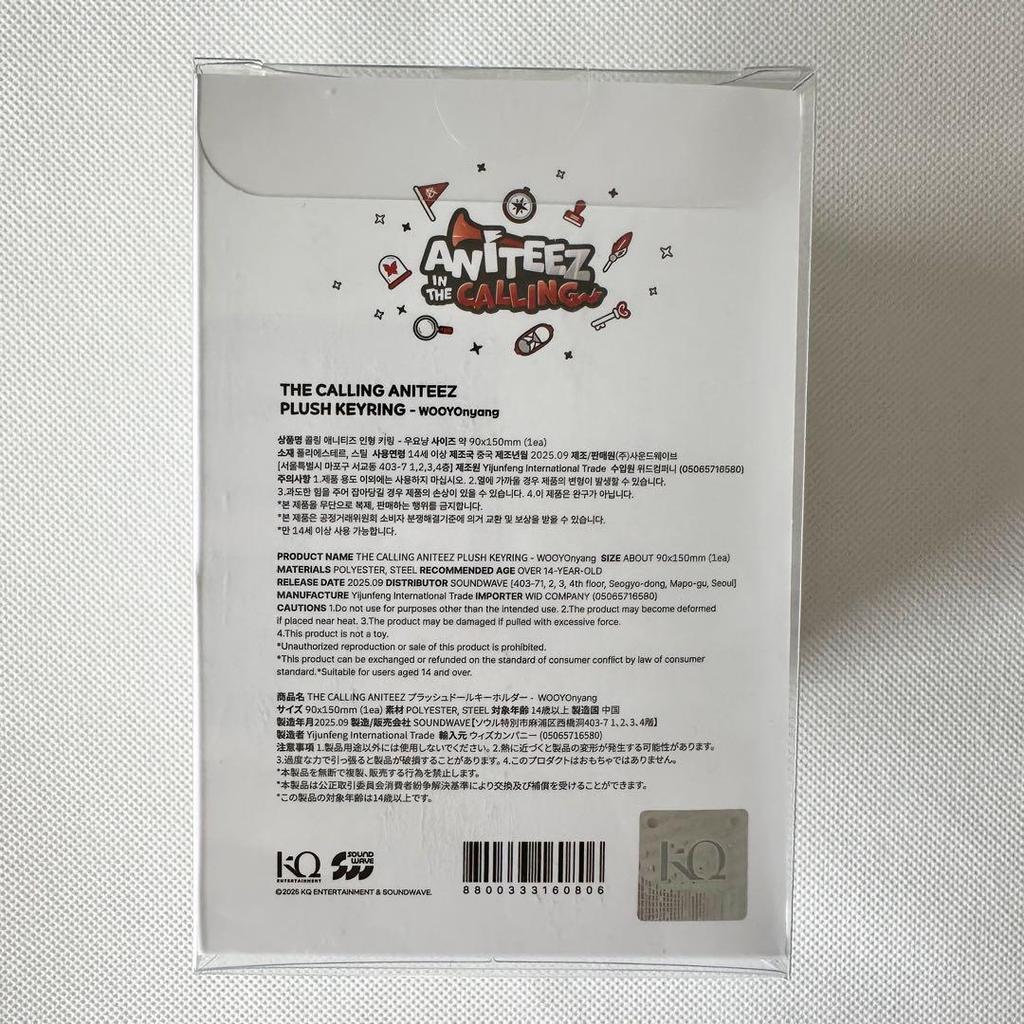 ANITEEZ
IN THE CALLING
THE CALLING ANITEEZ
PLUSH KEYRING - WOOYOnyang
상품명 콜링 애니티즈 인형 키링 - 우요냥 사이즈 약 90x150mm (1ea)
소재 폴리에스테르, 스틸 사용연령 14세 이상 제조국 중국 제조년월 2025.09 제조/판매원(주)사운드웨이브
[서울특별시 마포구 서교동 403-7 1,2,3,4층] 제조원 Yijunfeng International Trade 수입원 위드컴퍼니 (05065716580)
주의사항 1.제품 용도 이외에는 사용하지 마십시오. 2.열에 가까울 경우 제품의 변형이 발생할 수 있습니다.
3.과도한 힘을 주어 잡아당길 경우 제품의 손상이 있을 수 있습니다. 4.이 제품은 완구가 아닙니다.
*본 제품을 무단으로 복제, 판매하는 행위를 금지합니다.
*본 제품은 공정거래위원회 소비자 분쟁해결기준에 의거 교환 및 보상을 받을 수 있습니다.
*만 14세 이상 사용 가능합니다.
PRODUCT NAME THE CALLING ANITEEZ PLUSH KEYRING - WOOYOnyang SIZE ABOUT 90x150mm (1ea)
MATERIALS POLYESTER, STEEL RECOMMENDED AGE OVER 14-YEAR-OLD
RELEASE DATE 2025.09 DISTRIBUTOR SOUNDWAVE [403-71, 2, 3, 4th floor, Seogyo-dong, Mapo-gu, Seoul]
MANUFACTURE Yijunfeng International Trade IMPORTER WID COMPANY (05065716580)
CAUTIONS 1.Do not use for purposes other than the intended use. 2.The product may become deformed
if placed near heat. 3.The product may be damaged if pulled with excessive force.
4.This product is not a toy.
*Unauthorized reproduction or sale of this product is prohibited.
*This product can be exchanged or refunded on the standard of consumer conflict by law of consumer
standard.*Suitable for users aged 14 and over.
商品名 THE CALLING ANITEEZ プラッシュドールキーホルダー - WOOYOnyang
サイズ 90x150mm (1ea) 素材 POLYESTER, STEEL 対象年齢 14歳以上 製造国 中国
製造年月2025.09 製造/販売会社 SOUNDWAVE【ソウル特別市麻浦区西橋洞403-7 1、2、3、4階】
製造者 Yijunfeng International Trade 輸入元 ウィズカンパニー (05065716580)
注意事項 1.製品用途以外には使用しないでください。2.熱に近づくと製品の変形が発生する可能性があります。
3.過度な力で引っ張ると製品が破損することがあります。4.このプロダクトはおもちゃではありません。
*本製品を無断で複製、販売する行為を禁止します。
*本製品は公正取引委員会消費者紛争解決基準により交換及び補償を受けることができます。
*この製品の対象年齢は14歳以上です。
KQ ENTERTAINMENT
SOUND WAVE
©2025 KQ ENTERTAINMENT & SOUNDWAVE.
8800333160806
KQ